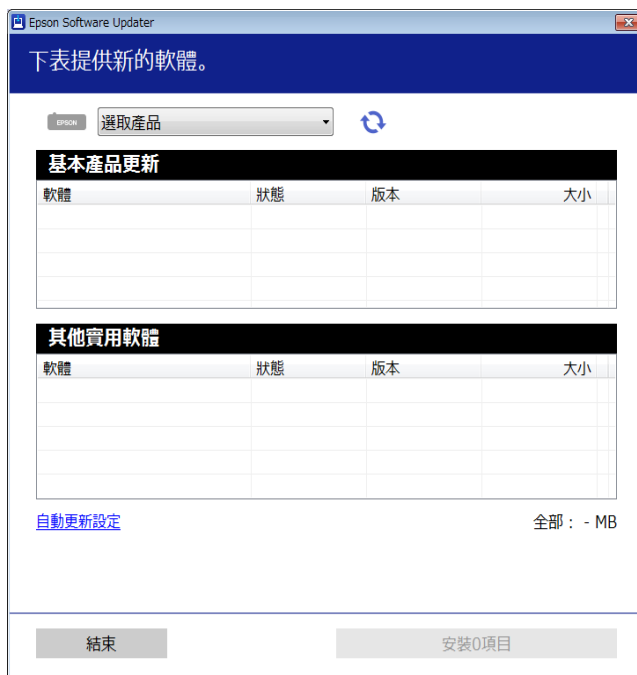 Epson Software Updater
下表提供新的軟體。
EPSON
選取產品
基本產品更新
軟體 狀態 版本 大小
其他實用軟體
軟體 狀態 版本 大小
自動更新設定 全部： - MB
結束 安裝0項目